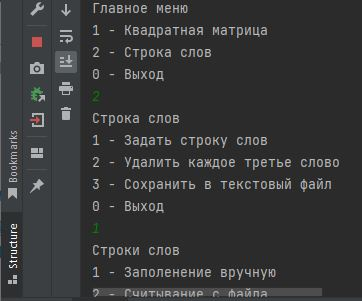 Главное меню
1 - Квадратная матрица
2 - Строка слов
0 - Выход
2
Строка слов
1 - Задать строку слов
2 - Удалить каждое третье слово
3 - Сохранить в текстовый файл
0 - Выход
1
Строки слов
1 - Заполенение вручную
2 - Считывание с файла
Bookmarks
Structure